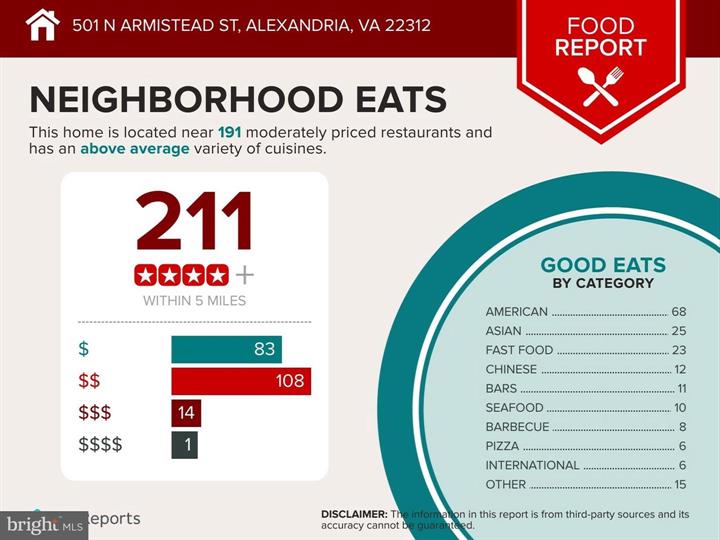 501 N ARMISTEAD ST, ALEXANDRIA, VA 22312
FOOD
REPORT
NEIGHBORHOOD EATS
This home is located near 191 moderately priced restaurants and
has an above average variety of cuisines.
211
+
WITHIN 5 MILES
$ 83
$$ 108
$$$ 14
$$$$ 1
GOOD EATS
BY CATEGORY
AMERICAN 68
ASIAN 25
FAST FOOD 23
CHINESE 12
BARS 11
SEAFOOD 10
BARBECUE 8
PIZZA 6
INTERNATIONAL 6
OTHER 15
DISCLAIMER: The information in this report is from third-party sources and its
accuracy cannot be guaranteed.
bright MLS